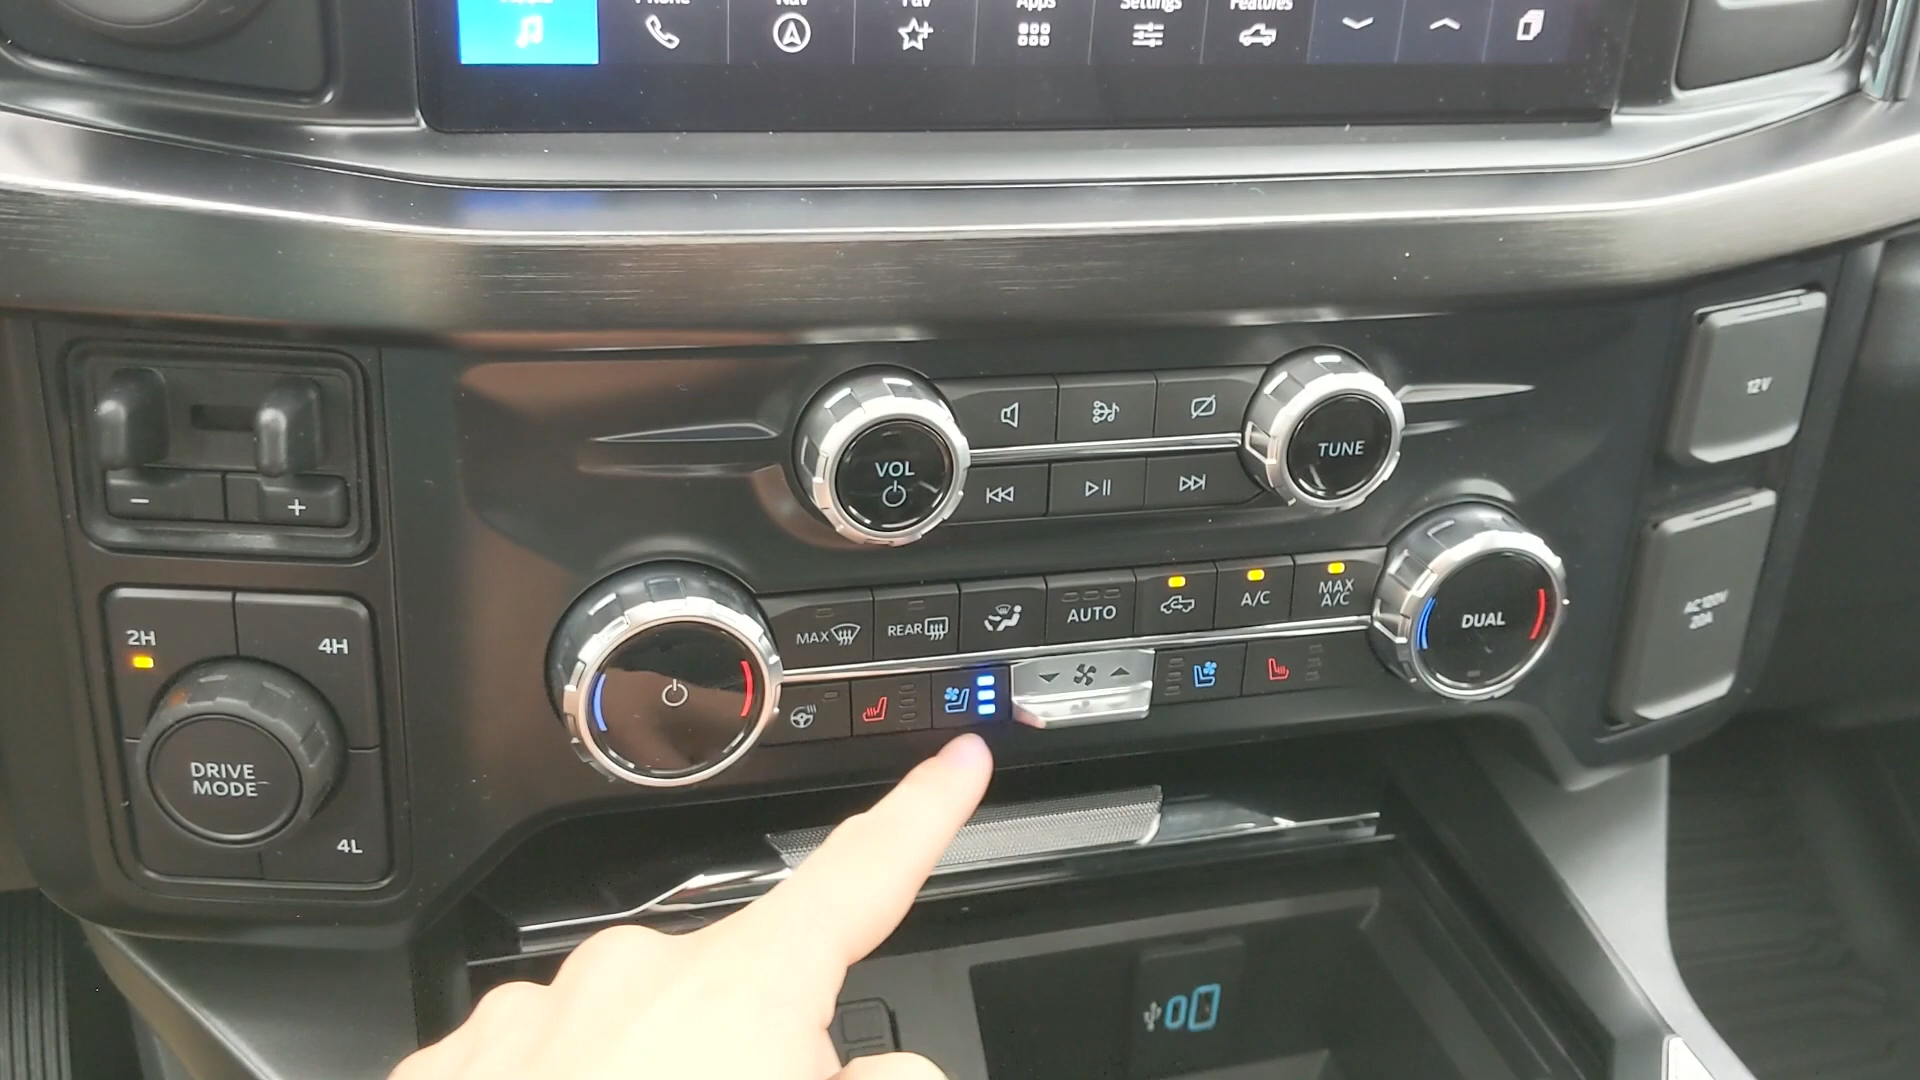 Phone
Nav
Fav
Apps
Settings
Features
12V
VOL
TUNE
−
+
AC 120V
20A
2H
4H
MAX
REAR
AUTO
A/C
MAX
A/C
DUAL
DRIVE
MODE
4L